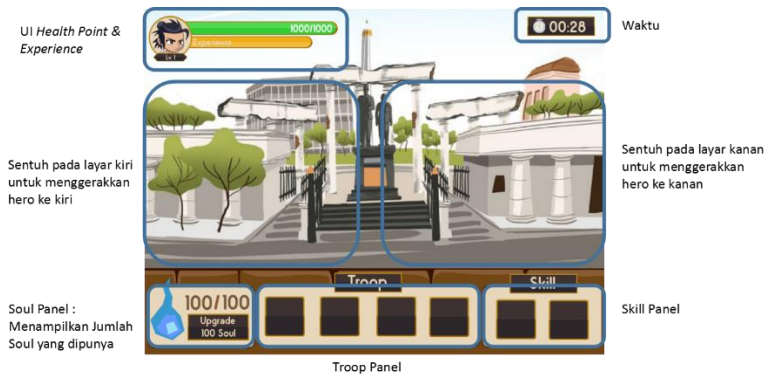 UI Health Point &
Experience
1000/1000
Experience
Lv 1
00:28
Waktu
Sentuh pada layar kiri
untuk menggerakkan
hero ke kiri
Sentuh pada layar kanan
untuk menggerakkan
hero ke kanan
Soul Panel :
Menampilkan Jumlah
Soul yang dipunya
100/100
Upgrade
100 Soul
Troop
Skill
Skill Panel
Troop Panel